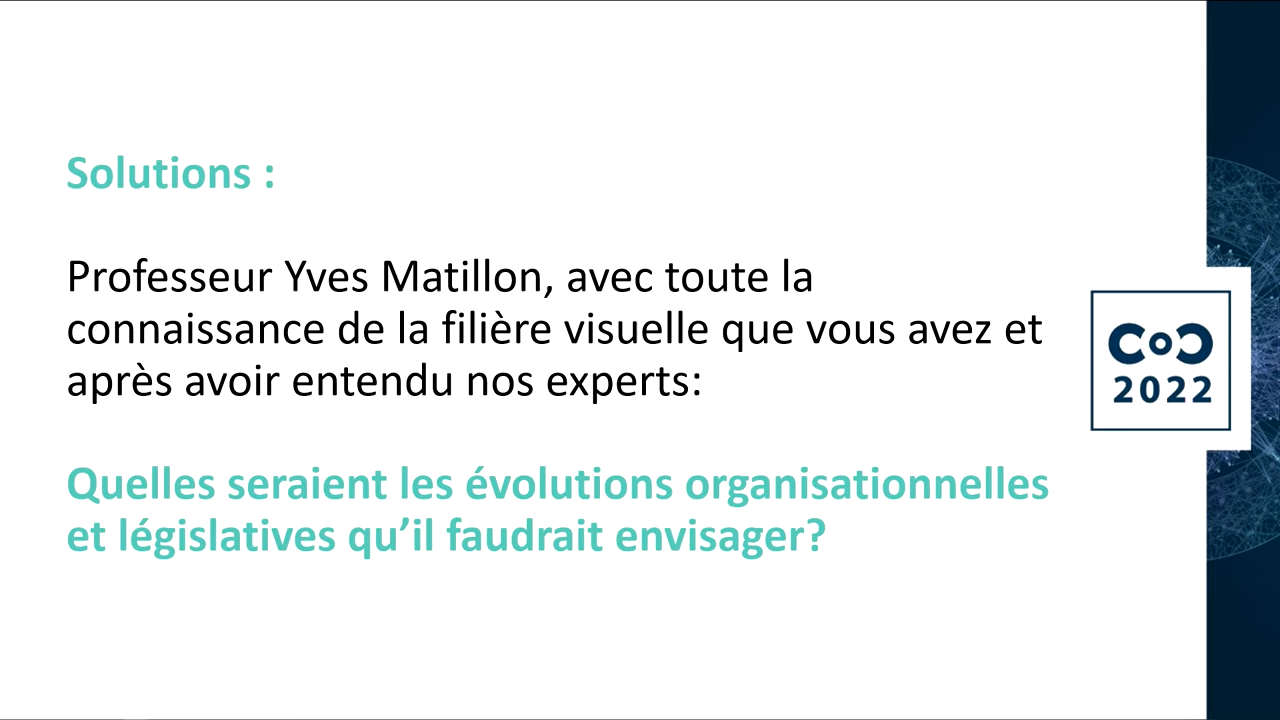 Solutions :
Professeur Yves Matillon, avec toute la
connaissance de la filière visuelle que vous avez et
après avoir entendu nos experts:
Quelles seraient les évolutions organisationnelles
et législatives qu’il faudrait envisager?
COC
2022